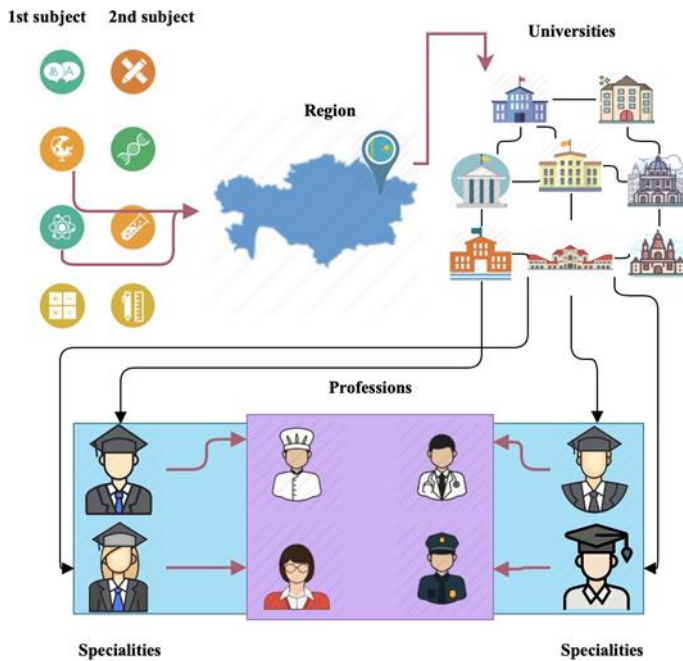 1st subject 2nd subject
Universities
Region
Professions
Specialities
Specialities